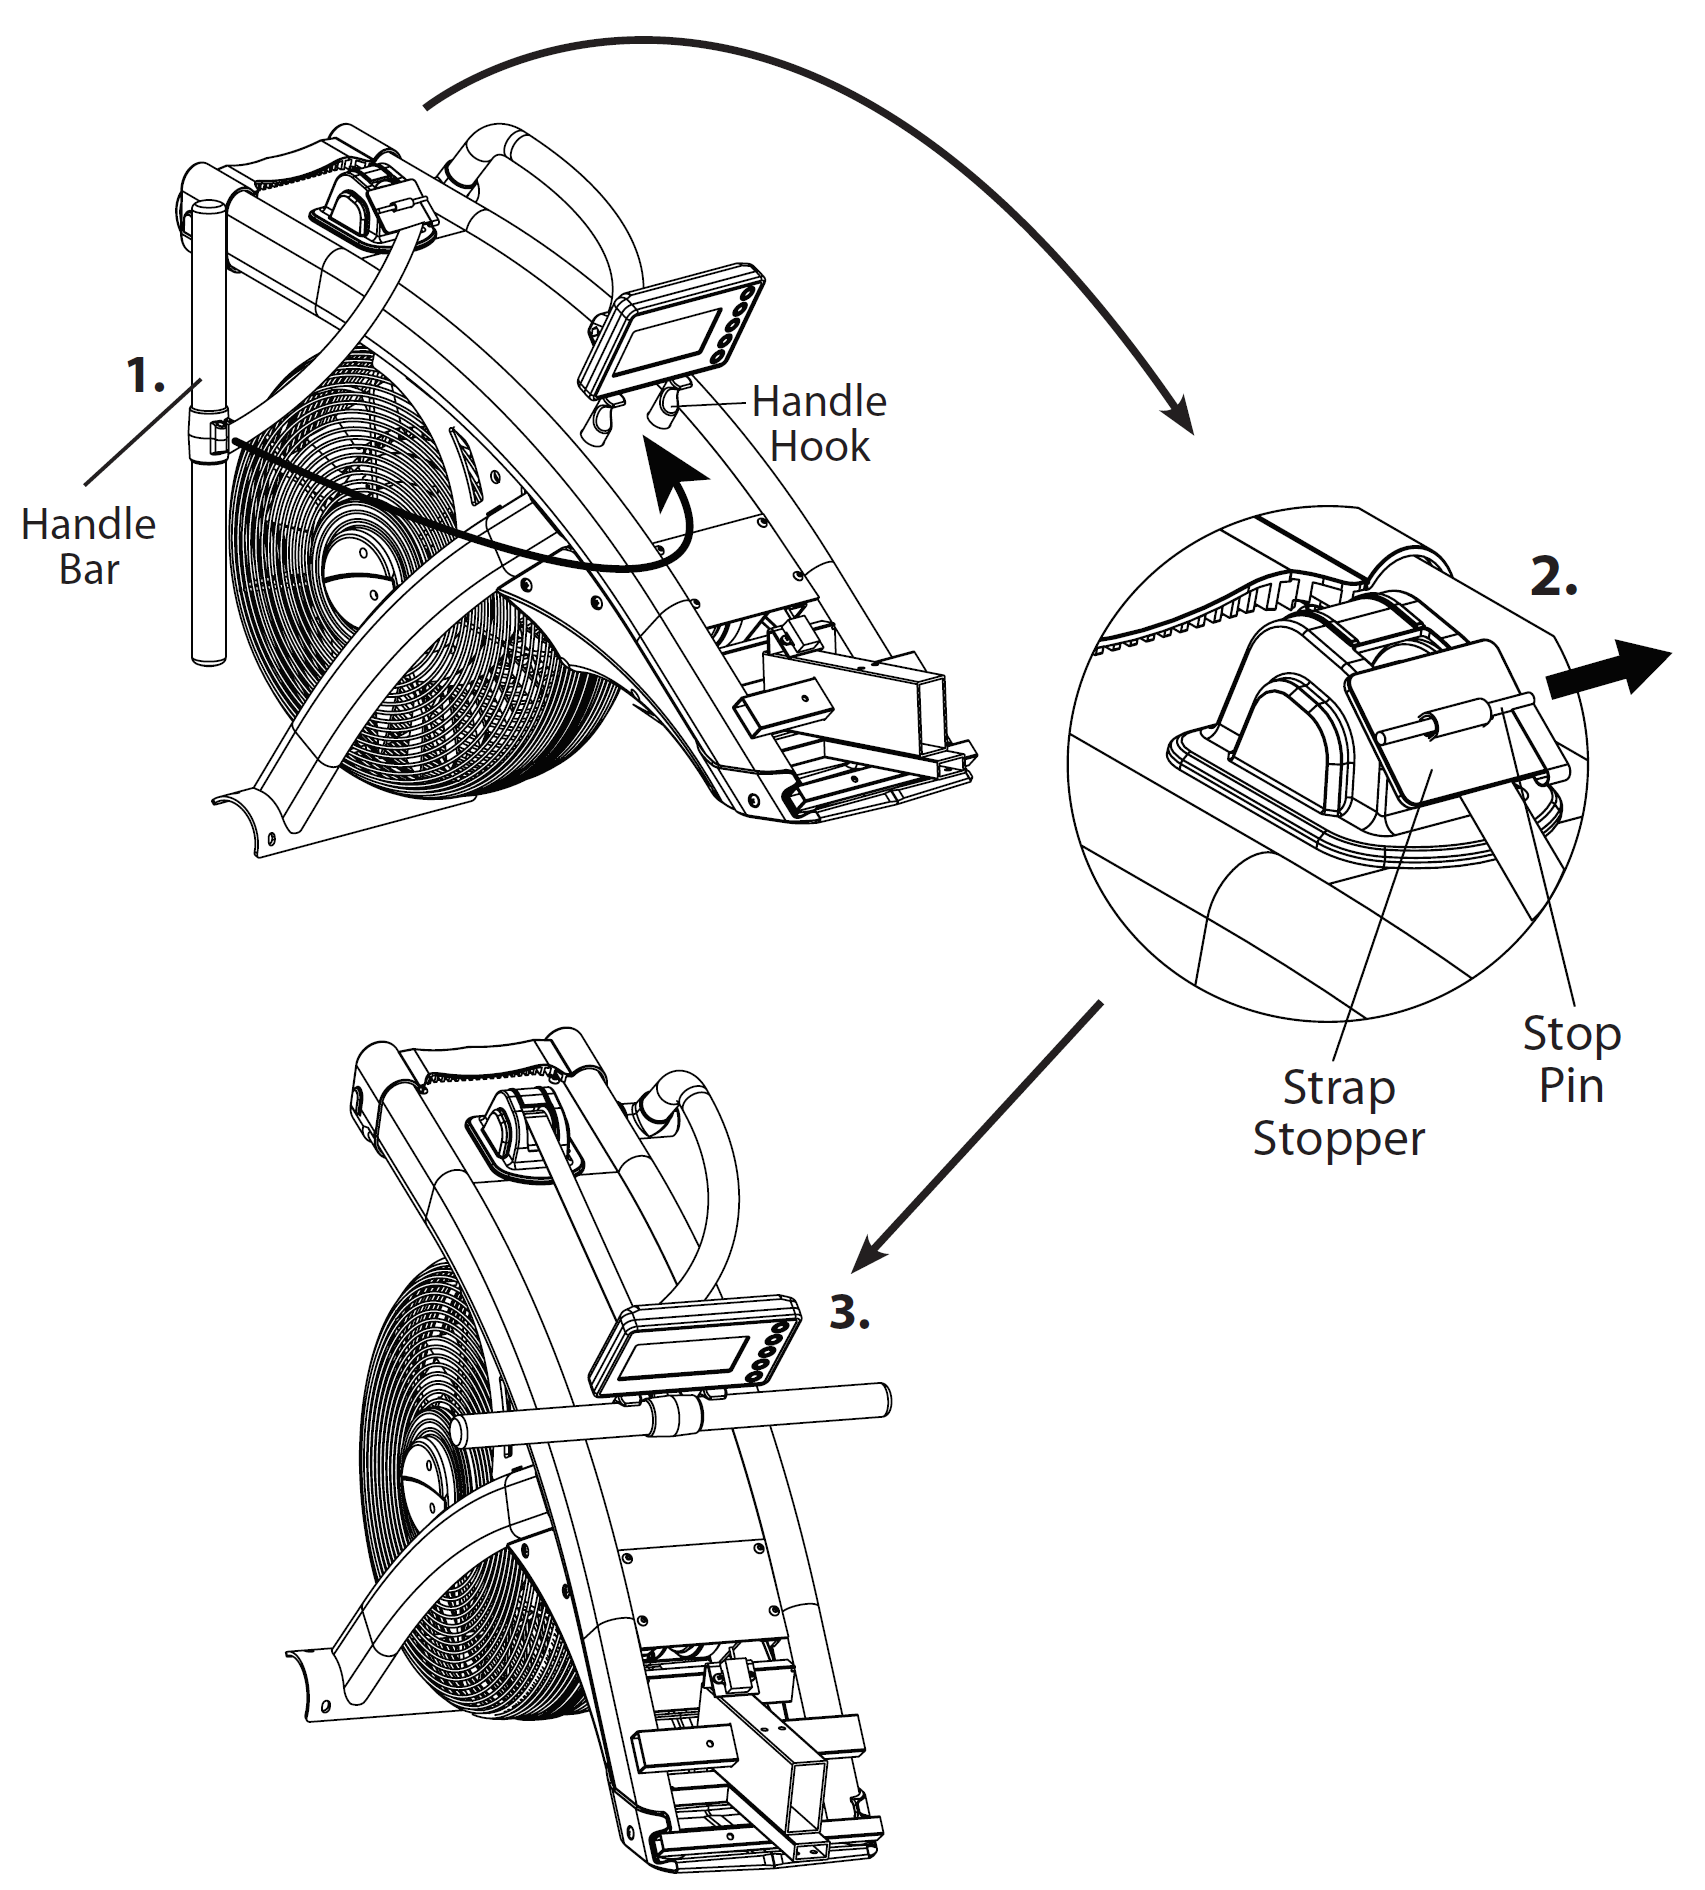 1.
Handle
Bar
Handle
Hook
2.
Strap
Stopper
Stop
Pin
3.